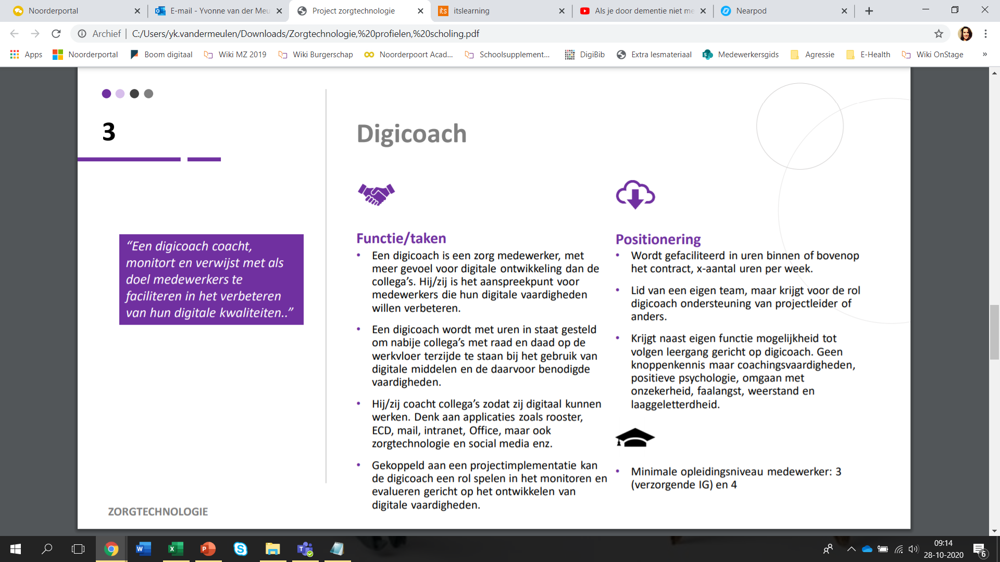 Noorderportal
E-mail - Yvonne van der Meu
Project zorgtechnologie
its
itslearning
Als je door dementie niet me
Nearpod
Archief
C:/Users/yk.vandermeulen/Downloads/Zorgtechnologie,%20profielen,%20scholing.pdf
Apps
Noorderportal
Boom digitaal
Wiki MZ 2019
Wiki Burgerschap
Noorderpoort Acad...
Schoolsupplement...
DigiBib
Extra lesmateriaal
Medewerkersgids
Agressie
E-Health
Wiki OnStage
»
3
“Een digicoach coacht,
monitort en verwijst met als
doel medewerkers te
faciliteren in het verbeteren
van hun digitale kwaliteiten..”
ZORGTECHNOLOGIE
Digicoach
Functie/taken
• Een digicoach is een zorg medewerker, met
meer gevoel voor digitale ontwikkeling dan de
collega’s. Hij/zij is het aanspreekpunt voor
medewerkers die hun digitale vaardigheden
willen verbeteren.
• Een digicoach wordt met uren in staat gesteld
om nabije collega’s met raad en daad op de
werkvloer terzijde te staan bij het gebruik van
digitale middelen en de daarvoor benodigde
vaardigheden.
• Hij/zij coacht collega’s zodat zij digitaal kunnen
werken. Denk aan applicaties zoals rooster,
ECD, mail, intranet, Office, maar ook
zorgtechnologie en social media enz.
• Gekoppeld aan een projectimplementatie kan
de digicoach een rol spelen in het monitoren en
evalueren gericht op het ontwikkelen van
digitale vaardigheden.
Positionering
• Wordt gefaciliteerd in uren binnen of bovenop
het contract, x-aantal uren per week.
• Lid van een eigen team, maar krijgt voor de rol
digicoach ondersteuning van projectleider of
anders.
• Krijgt naast eigen functie mogelijkheid tot
volgen leergang gericht op digicoach. Geen
knoppenkennis maar coachingsvaardigheden,
positieve psychologie, omgaan met
onzekerheid, faalangst, weerstand en
laaggeletterdheid.
• Minimale opleidingsniveau medewerker: 3
(verzorgende IG) en 4
09:14
28-10-2020
6